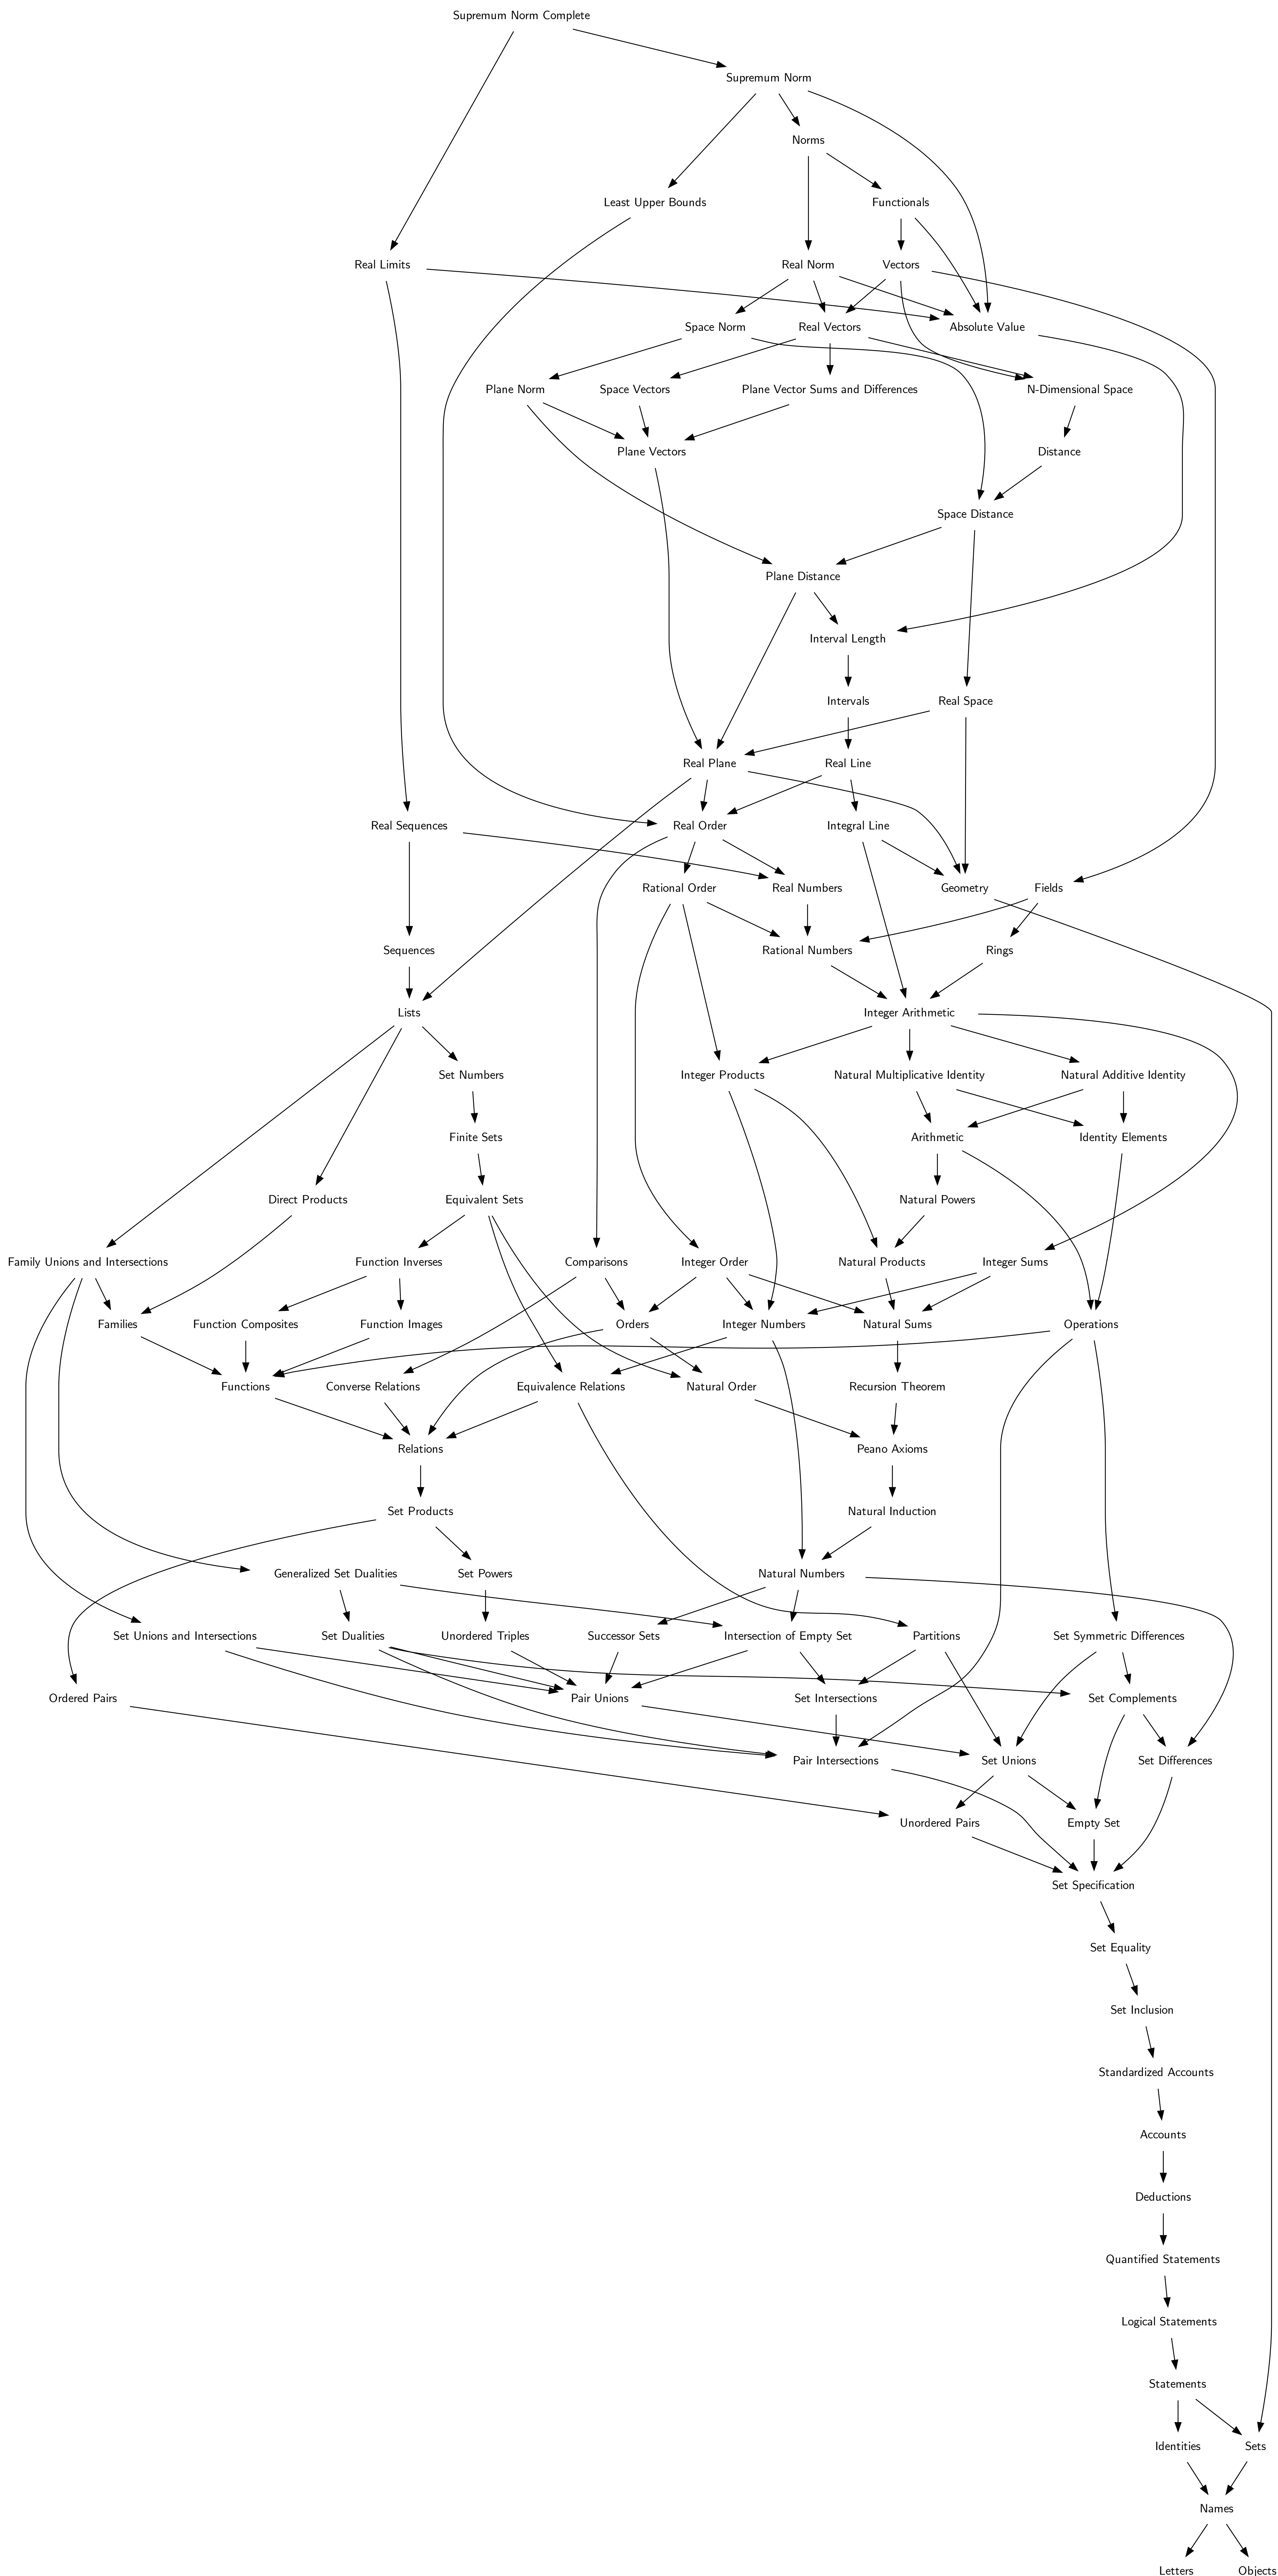 Supremum Norm Complete
Supremum Norm
Norms
Least Upper Bounds
Functionals
Real Limits
Real Norm
Vectors
Space Norm
Real Vectors
Absolute Value
Plane Norm
Space Vectors
Plane Vector Sums and Differences
N-Dimensional Space
Plane Vectors
Distance
Space Distance
Plane Distance
Interval Length
Intervals
Real Space
Real Plane
Real Line
Real Sequences
Real Order
Integral Line
Rational Order
Real Numbers
Geometry
Fields
Sequences
Rational Numbers
Rings
Lists
Integer Arithmetic
Set Numbers
Integer Products
Natural Multiplicative Identity
Natural Additive Identity
Finite Sets
Arithmetic
Identity Elements
Direct Products
Equivalent Sets
Natural Powers
Family Unions and Intersections
Function Inverses
Comparisons
Integer Order
Natural Products
Integer Sums
Families
Function Composites
Function Images
Orders
Integer Numbers
Natural Sums
Operations
Functions
Converse Relations
Equivalence Relations
Natural Order
Recursion Theorem
Relations
Peano Axioms
Set Products
Natural Induction
Generalized Set Dualities
Set Powers
Natural Numbers
Set Unions and Intersections
Set Dualities
Unordered Triples
Successor Sets
Intersection of Empty Set
Partitions
Set Symmetric Differences
Ordered Pairs
Pair Unions
Set Intersections
Set Complements
Pair Intersections
Set Unions
Set Differences
Unordered Pairs
Empty Set
Set Specification
Set Equality
Set Inclusion
Standardized Accounts
Accounts
Deductions
Quantified Statements
Logical Statements
Statements
Identities
Sets
Names
Letters
Objects